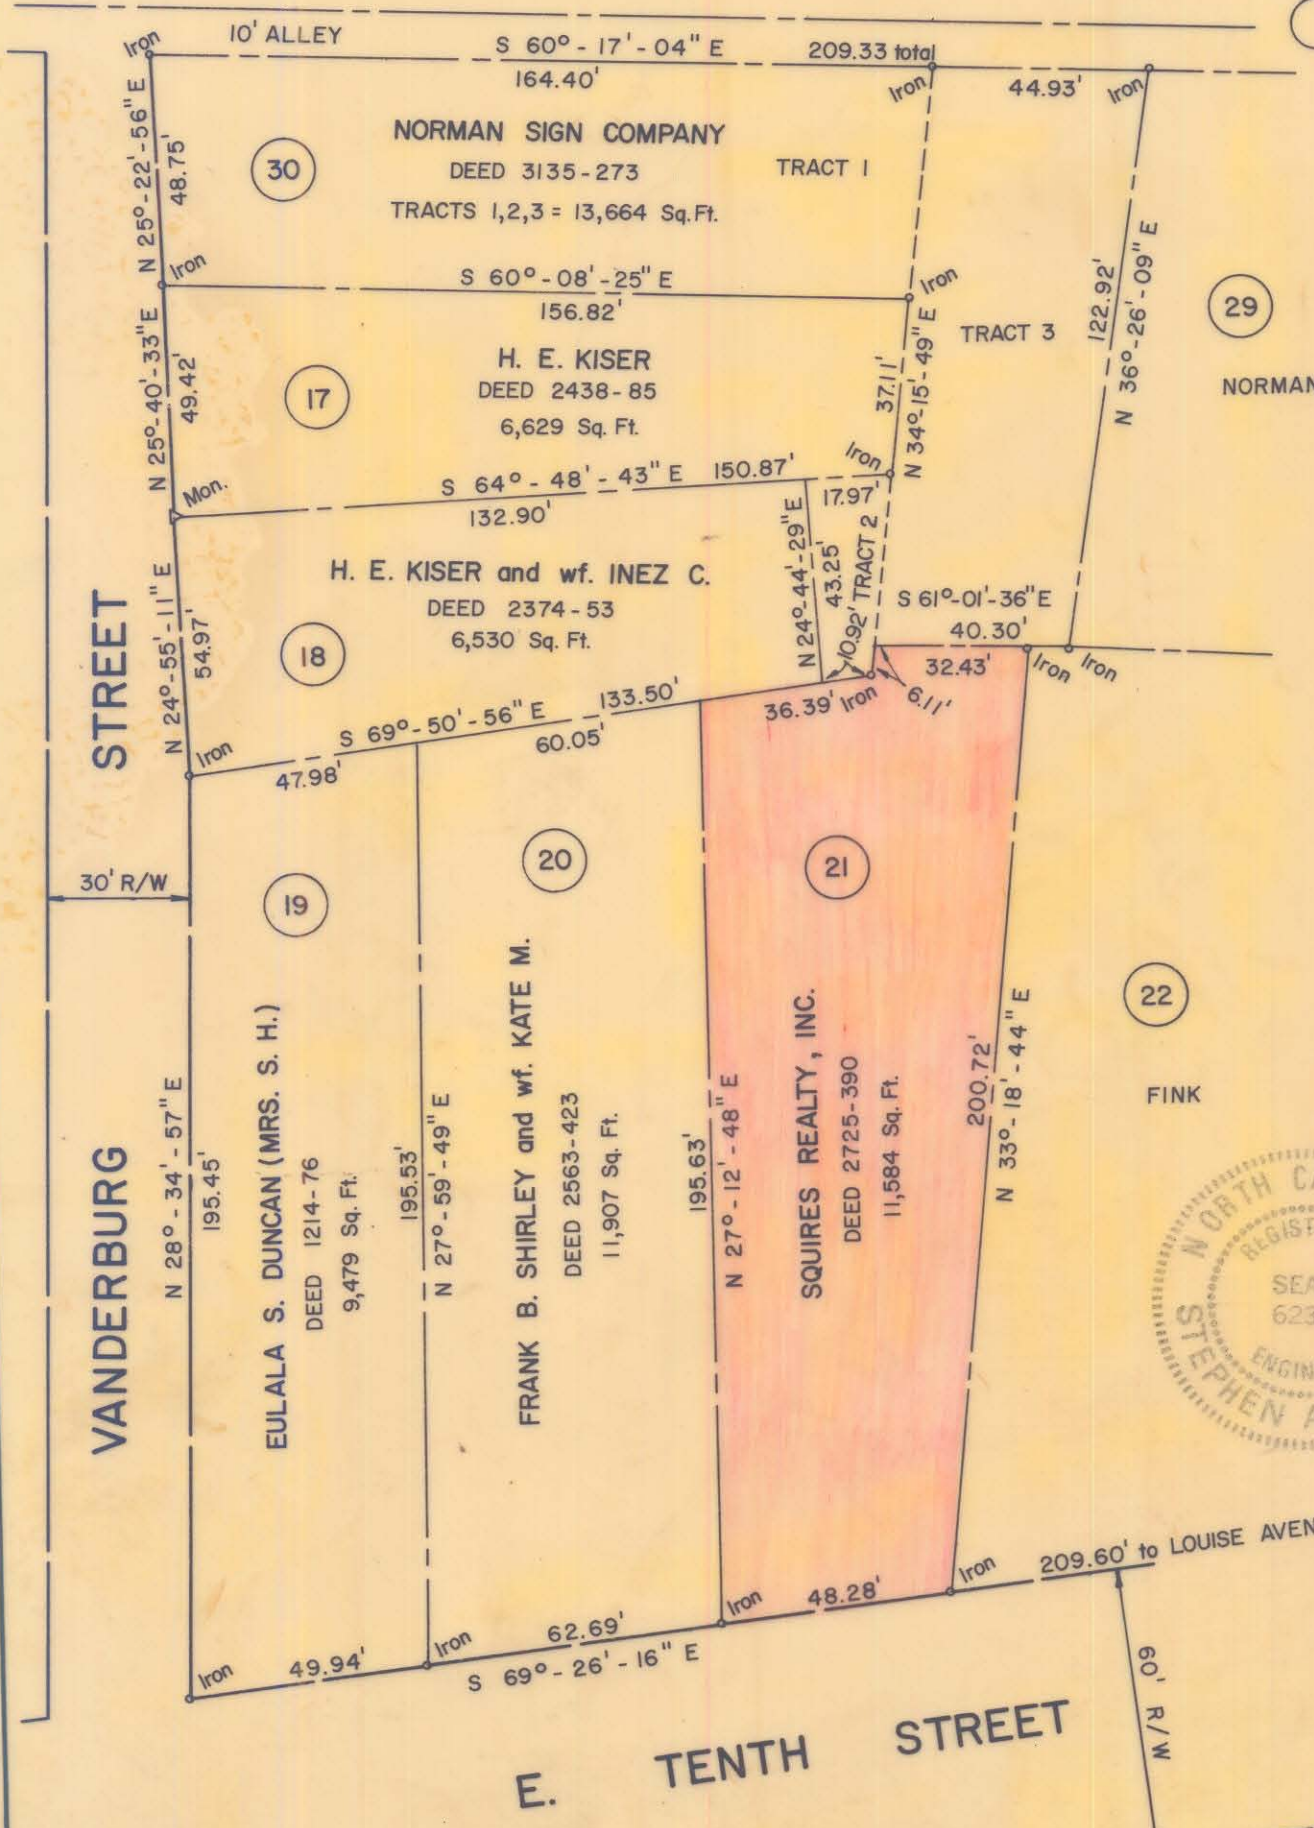 10' ALLEY
Iron
S 60° - 17' - 04" E
209.33 total
164.40'
Iron
44.93'
Iron
N 25° - 22' - 56" E
48.75'
30
NORMAN SIGN COMPANY
DEED 3135-273
TRACTS 1,2,3 = 13,664 Sq.Ft.
TRACT 1
Iron
S 60° - 08' - 25" E
156.82'
Iron
N 25° - 40' - 33" E
49.42'
17
H. E. KISER
DEED 2438-85
6,629 Sq. Ft.
37.11'
N 34° - 15' - 49" E
TRACT 3
122.92'
N 36° - 26' - 09" E
29
NORMAN
Mon.
S 64° - 48' - 43" E
150.87'
Iron
132.90'
17.97'
N 24° - 44' - 29" E
43.25'
10.92'
TRACT 2
N 24° - 55' - 11" E
54.97'
18
H. E. KISER and wf. INEZ C.
DEED 2374-53
6,530 Sq. Ft.
S 61° - 01' - 36" E
40.30'
32.43'
Iron
Iron
6.11'
Iron
36.39'
Iron
S 69° - 50' - 56" E
133.50'
47.98'
60.05'
STREET
VANDERBURG
30' R/W
19
20
21
22
N 28° - 34' - 57" E
195.45'
EULALA S. DUNCAN (MRS. S. H.)
DEED 1214-76
9,479 Sq. Ft.
195.53'
N 27° - 59' - 49" E
FRANK B. SHIRLEY and wf. KATE M.
DEED 2563-423
11,907 Sq. Ft.
195.63'
N 27° - 12' - 48" E
SQUIRES REALTY, INC.
DEED 2725-390
11,584 Sq. Ft.
200.72'
N 33° - 18' - 44" E
FINK
NORTH CA
REGIS
SEA
623
ENGIN
STEPHEN
Iron
49.94'
Iron
62.69'
S 69° - 26' - 16" E
Iron
48.28'
Iron
209.60' to LOUISE AVEN
60' R/W
E. TENTH STREET